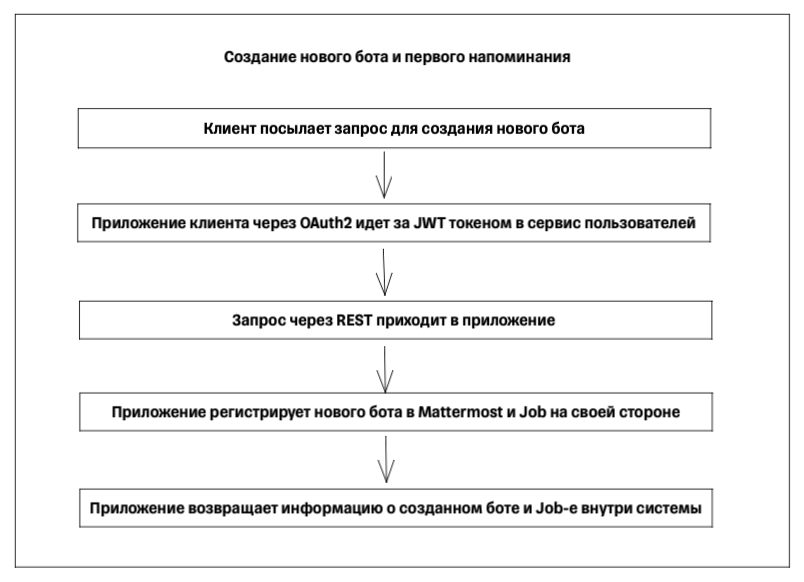 Создание нового бота и первого напоминания
Клиент посылает запрос для создания нового бота
Приложение клиента через OAuth2 идет за JWT токеном в сервис пользователей
Запрос через REST приходит в приложение
Приложение регистрирует нового бота в Mattermost и Job на своей стороне
Приложение возвращает информацию о созданном боте и Job-е внутри системы